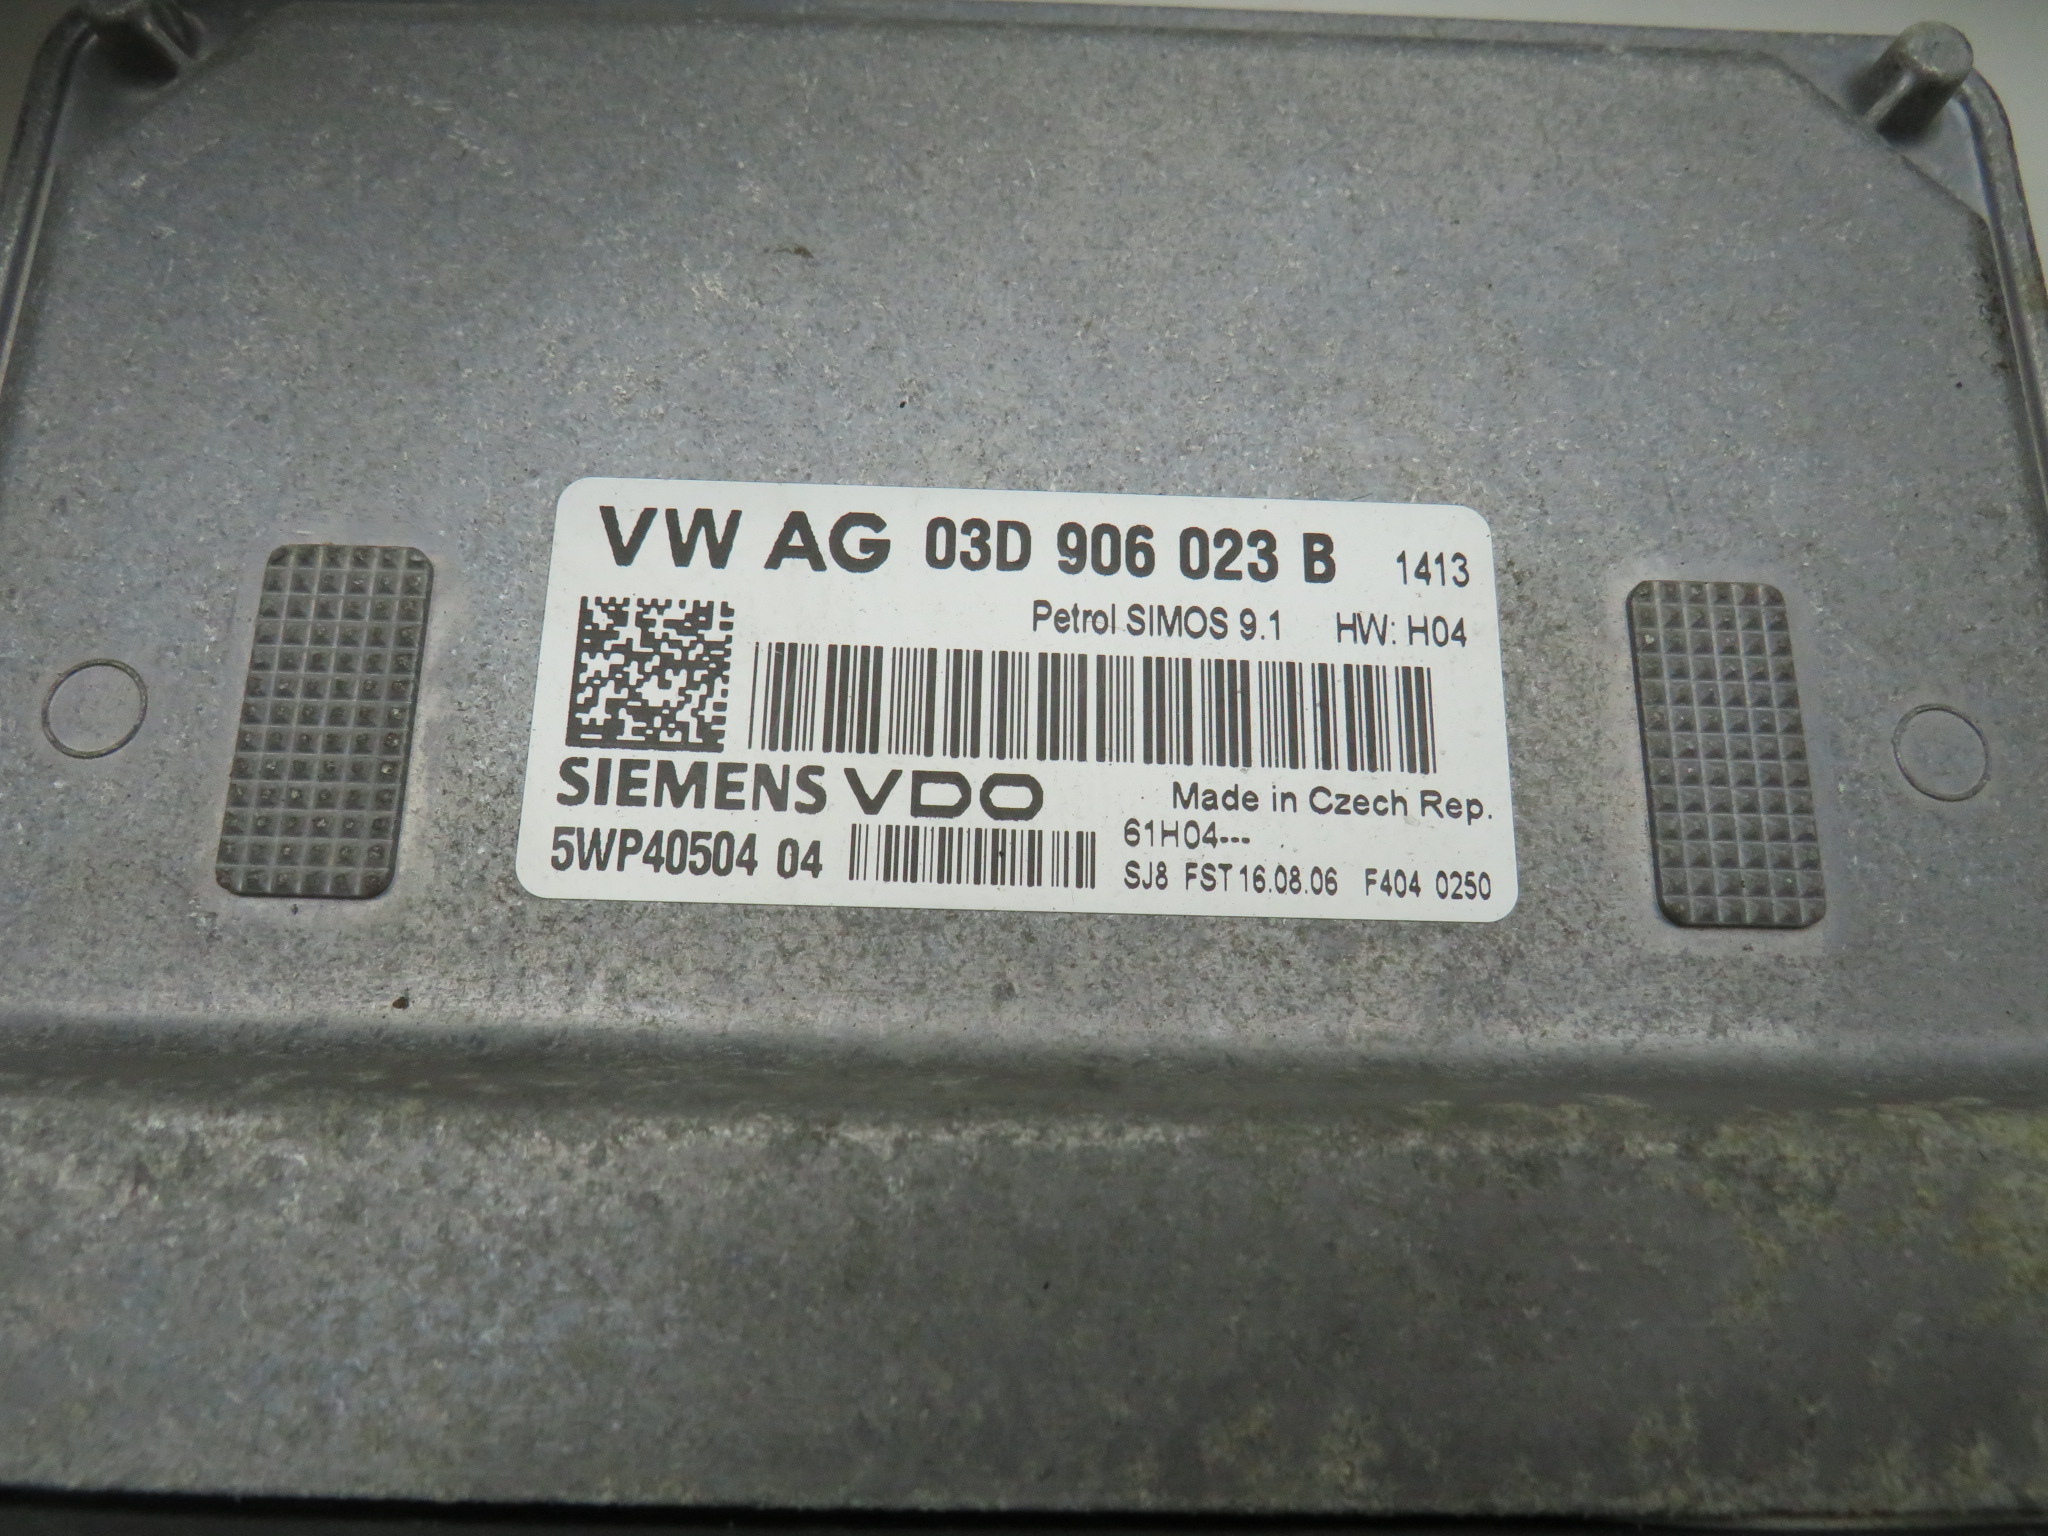 VW AG 03D 906 023 B 1413
Petrol SIMOS 9.1 HW: H04
SIEMENS VDO Made in Czech Rep.
5WP40504 04 61H04---
SJ8 FST 16.08.06 F404 0250